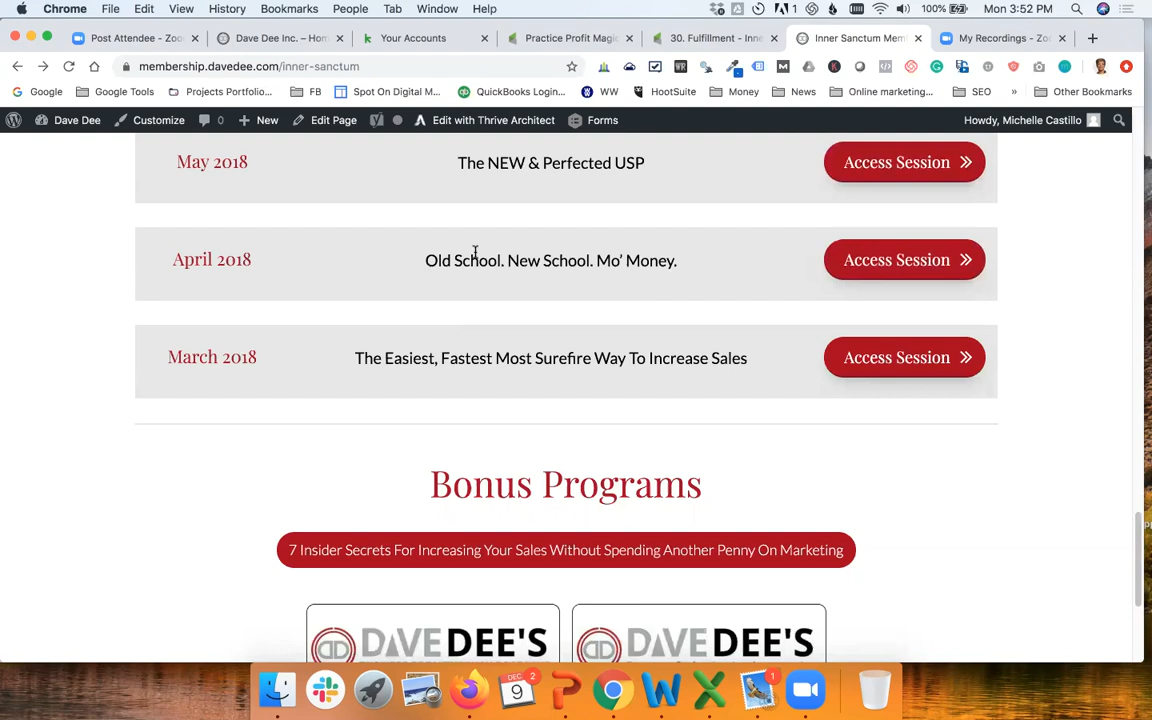 Chrome File Edit View History Bookmarks People Tab Window Help 1 100% Mon 3:52 PM
Post Attendee - Zoo Dave Dee Inc. – Hom Your Accounts Practice Profit Magic 30. Fulfillment - Inne Inner Sanctum Mem My Recordings - Zo
membership.davedee.com/inner-sanctum
Google Google Tools Projects Portfolio... FB Spot On Digital M... QuickBooks Login... WW HootSuite Money News Online marketing... SEO » Other Bookmarks
Dave Dee Customize 0 New Edit Page Edit with Thrive Architect Forms Howdy, Michelle Castillo
May 2018 The NEW & Perfected USP Access Session
April 2018 Old School. New School. Mo' Money. Access Session
March 2018 The Easiest, Fastest Most Surefire Way To Increase Sales Access Session
Bonus Programs
7 Insider Secrets For Increasing Your Sales Without Spending Another Penny On Marketing
DAVE DEE'S DAVE DEE'S
DEC 9 2 1